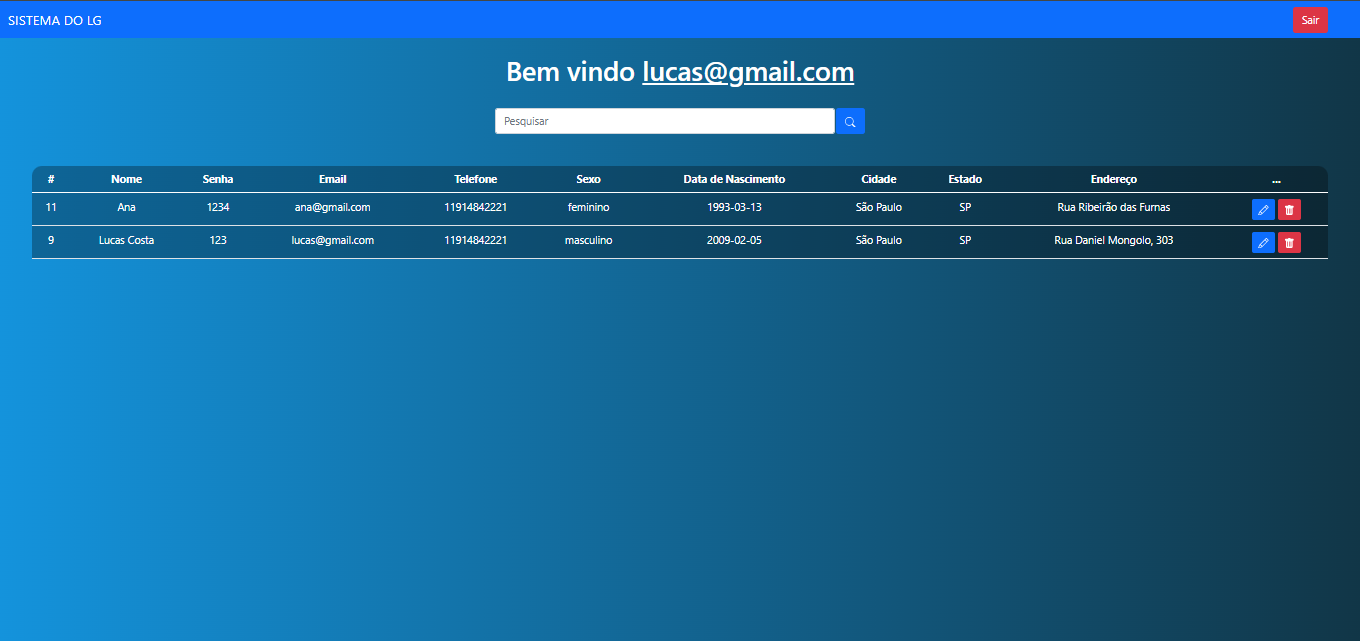 SISTEMA DO LG
Sair
Bem vindo lucas@gmail.com
Pesquisar
# Nome Senha Email Telefone Sexo Data de Nascimento Cidade Estado Endereço ...
11 Ana 1234 ana@gmail.com 11914842221 feminino 1993-03-13 São Paulo SP Rua Ribeirão das Furnas
9 Lucas Costa 123 lucas@gmail.com 11914842221 masculino 2009-02-05 São Paulo SP Rua Daniel Mongolo, 303